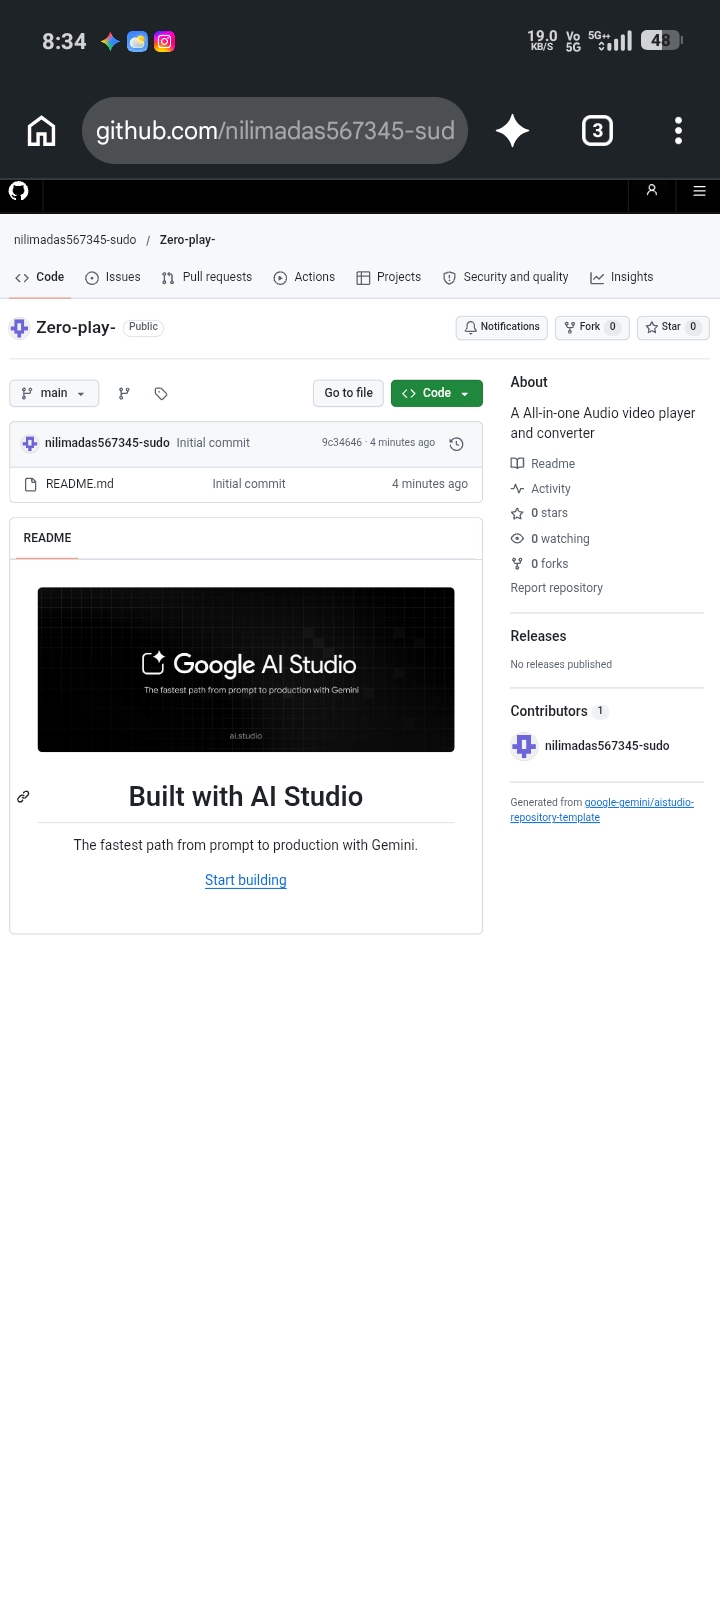 8:34
19.0
KB/S
Vo
5G
5G++
48
github.com/nilimadas567345-sud
3
nilimadas567345-sudo / Zero-play-
Code Issues Pull requests Actions Projects Security and quality Insights
Zero-play- Public
Notifications Fork 0 Star 0
main Go to file Code
nilimadas567345-sudo Initial commit 9c34646 · 4 minutes ago
README.md Initial commit 4 minutes ago
README
Google AI Studio
The fastest path from prompt to production with Gemini
ai.studio
Built with AI Studio
The fastest path from prompt to production with Gemini.
Start building
About
A All-in-one Audio video player
and converter
Readme
Activity
0 stars
0 watching
0 forks
Report repository
Releases
No releases published
Contributors 1
nilimadas567345-sudo
Generated from google-gemini/aistudio-
repository-template